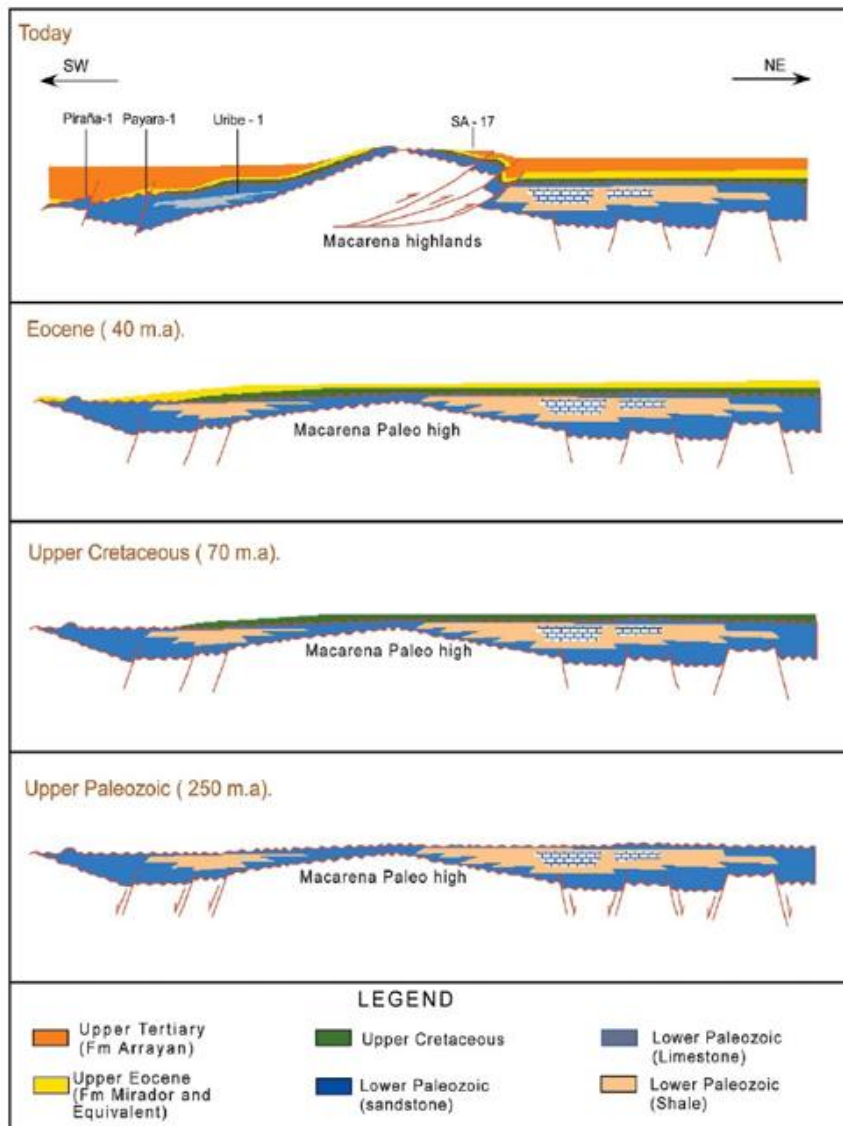 Today
SW
NE
Piraña-1 Payara-1 Uribe - 1 SA - 17
Macarena highlands
Eocene ( 40 m.a).
Macarena Paleo high
Upper Cretaceous ( 70 m.a).
Macarena Paleo high
Upper Paleozoic ( 250 m.a).
Macarena Paleo high
LEGEND
Upper Tertiary
(Fm Arrayan)
Upper Eocene
(Fm Mirador and
Equivalent)
Upper Cretaceous
Lower Paleozoic
(sandstone)
Lower Paleozoic
(Limestone)
Lower Paleozoic
(Shale)